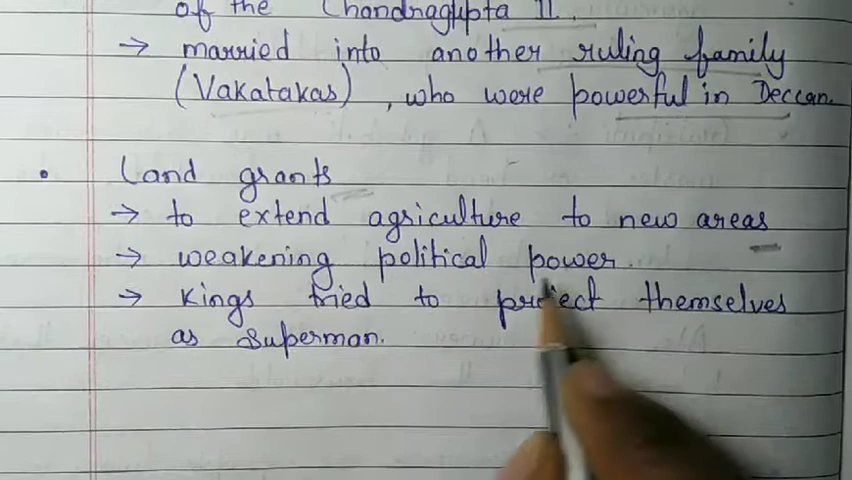 of the Chandragupta II.
→ married into another ruling family
(Vakatakas), who were powerful in Deccan.
• Land grants
→ to extend agriculture to new areas
→ weakening political power.
→ Kings tried to project themselves
as superman.